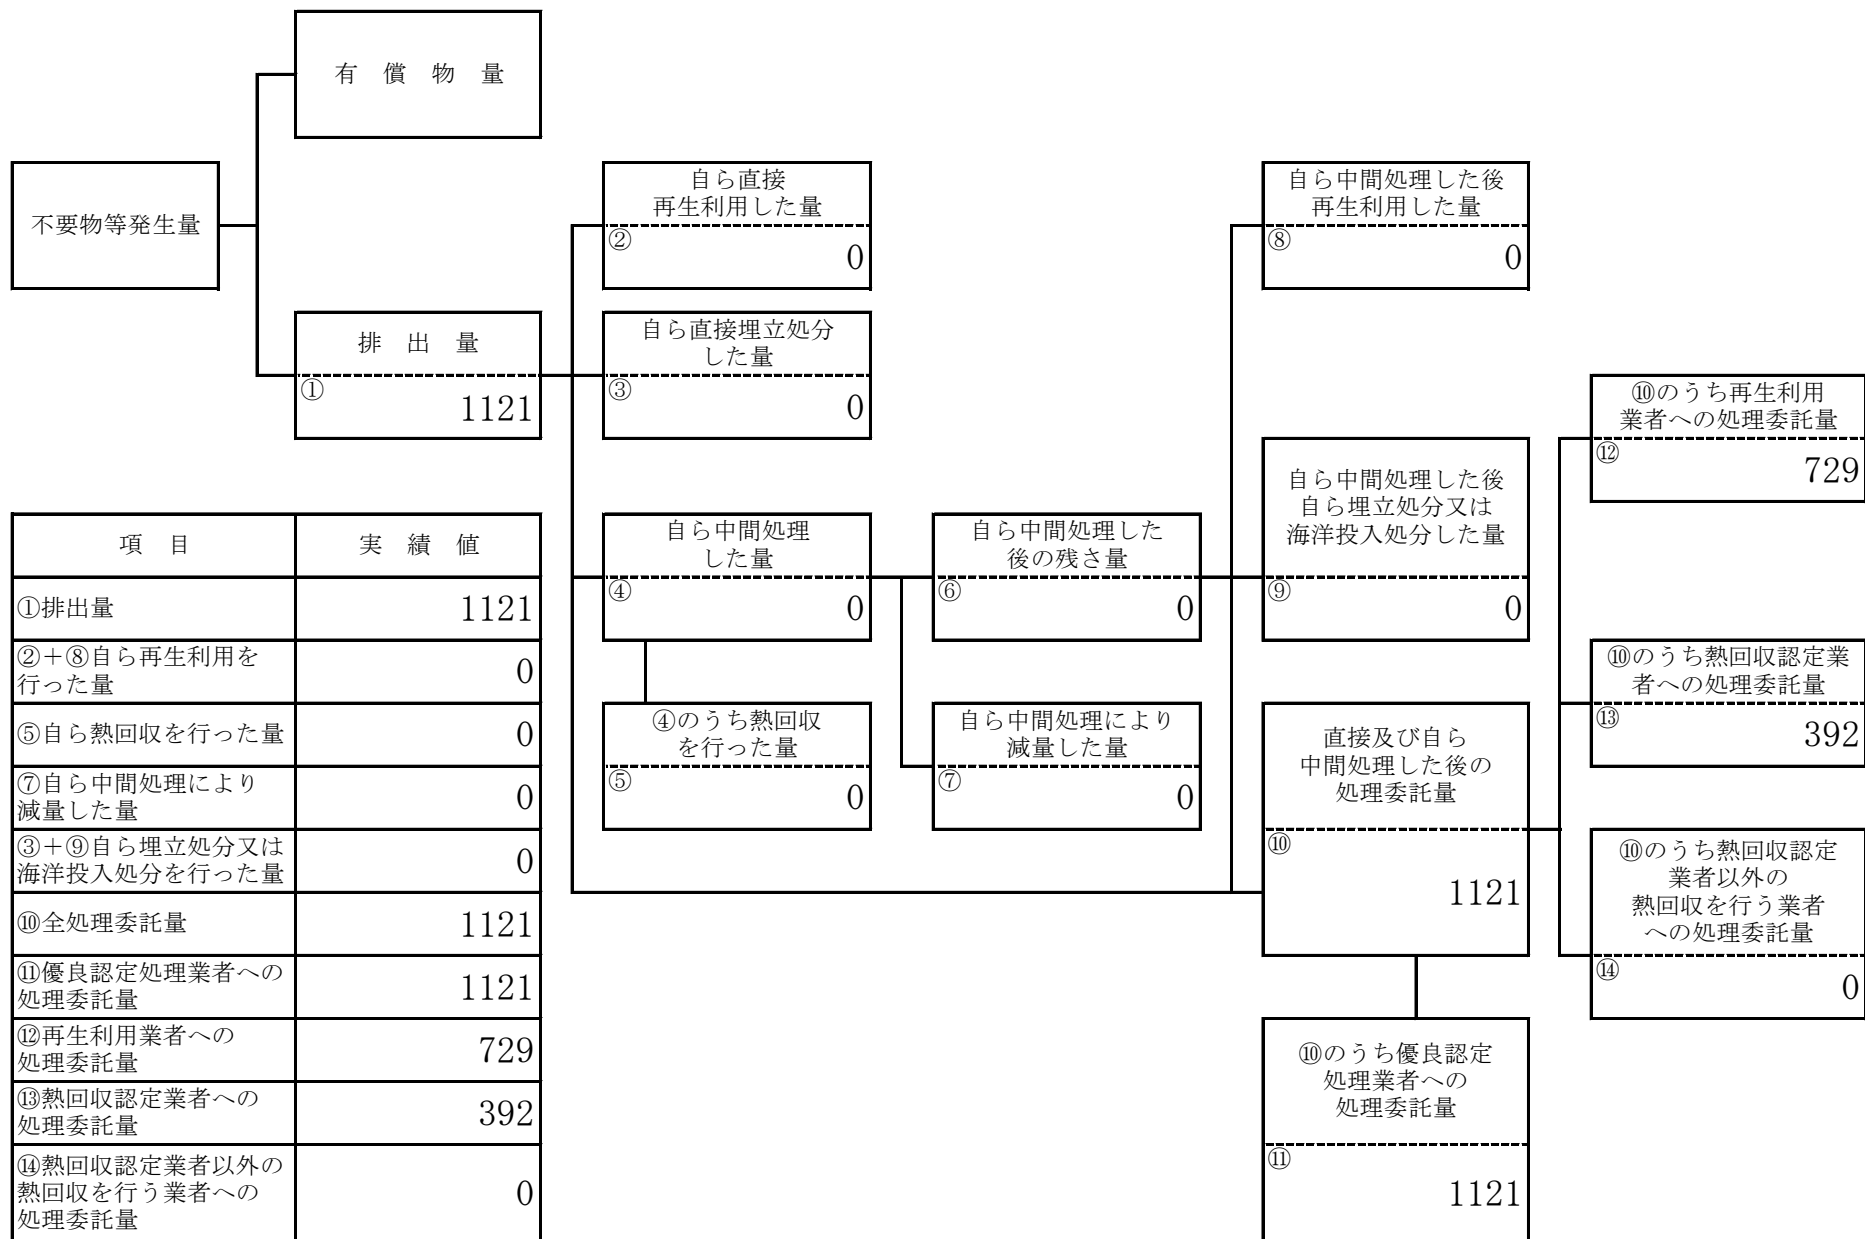 有 償 物 量
不要物等発生量
排 出 量
①
1121
自ら直接
再生利用した量
②
0
自ら直接埋立処分
した量
③
0
自ら中間処理
した量
④
0
④のうち熱回収
を行った量
⑤
0
自ら中間処理した
後の残さ量
⑥
0
自ら中間処理により
減量した量
⑦
0
自ら中間処理した後
再生利用した量
⑧
0
自ら中間処理した後
自ら埋立処分又は
海洋投入処分した量
⑨
0
直接及び自ら
中間処理した後の
処理委託量
⑩
1121
⑩のうち優良認定
処理業者への
処理委託量
⑪
1121
⑩のうち再生利用
業者への処理委託量
⑫
729
⑩のうち熱回収認定業
者への処理委託量
⑬
392
⑩のうち熱回収認定
業者以外の
熱回収を行う業者
への処理委託量
⑭
0
項 目 実 績 値
①排出量 1121
②+⑧自ら再生利用を
行った量 0
⑤自ら熱回収を行った量 0
⑦自ら中間処理により
減量した量 0
③+⑨自ら埋立処分又は
海洋投入処分を行った量 0
⑩全処理委託量 1121
⑪優良認定処理業者への
処理委託量 1121
⑫再生利用業者への
処理委託量 729
⑬熱回収認定業者への
処理委託量 392
⑭熱回収認定業者以外の
熱回収を行う業者への
処理委託量 0